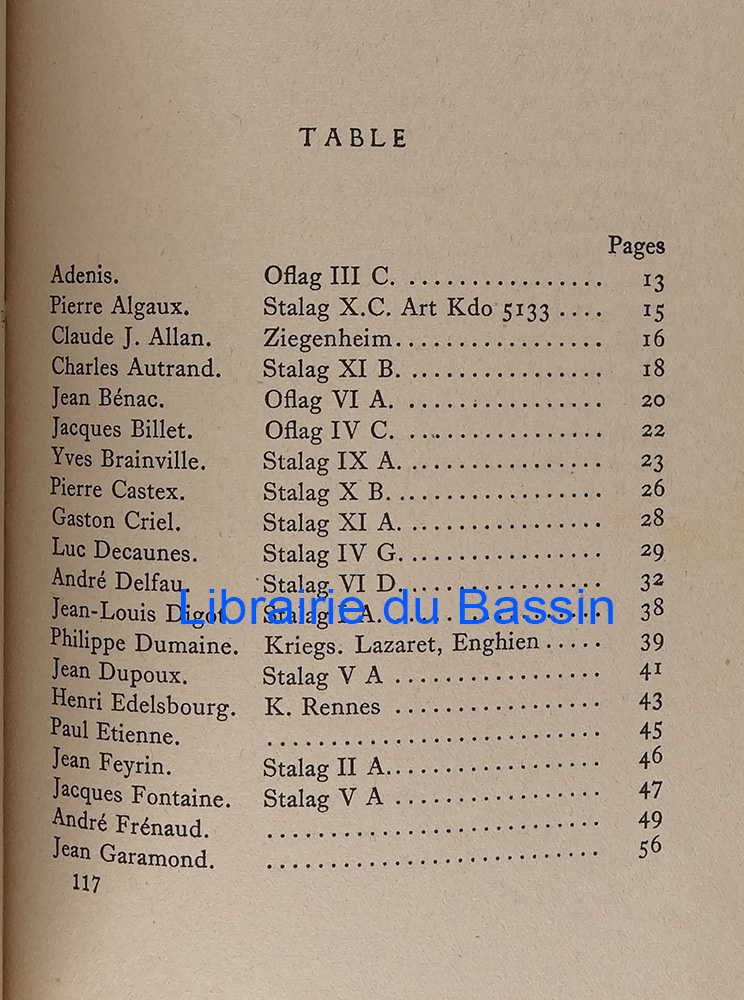 TABLE
Pages
Adenis. Oflag III C. ................ 13
Pierre Algaux. Stalag X.C. Art Kdo 5133 .... 15
Claude J. Allan. Ziegenheim................. 16
Charles Autrand. Stalag XI B. ................ 18
Jean Bénac. Oflag VI A. ................ 20
Jacques Billet. Oflag IV C. ................ 22
Yves Brainville. Stalag IX A. ................ 23
Pierre Castex. Stalag X B. ................. 26
Gaston Criel. Stalag XI A. ................ 28
Luc Decaunes. Stalag IV G. ................ 29
André Delfau. Stalag VI D. ................ 32
Jean-Louis Digot Stalag A. ................ 38
Librairie du Bassin
Philippe Dumaine. Kriegs. Lazaret, Enghien ..... 39
Jean Dupoux. Stalag V A ................. 41
Henri Edelsbourg. K. Rennes ................. 43
Paul Etienne. ........................... 45
Jean Feyrin. Stalag II A.................. 46
Jacques Fontaine. Stalag V A ................. 47
André Frénaud. ........................... 49
Jean Garamond. ........................... 56
117